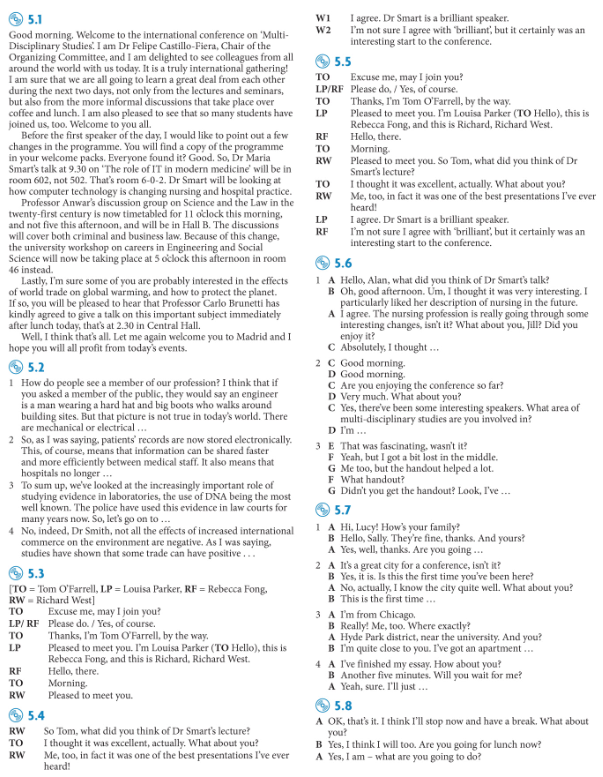 5.1
Good morning. Welcome to the international conference on 'Multi-
Disciplinary Studies'. I am Dr Felipe Castillo-Fiera, Chair of the
Organizing Committee, and I am delighted to see colleagues from all
around the world with us today. It is a truly international gathering!
I am sure that we are all going to learn a great deal from each other
during the next two days, not only from the lectures and seminars,
but also from the more informal discussions that take place over
coffee and lunch. I am also pleased to see that so many students have
joined us, too. Welcome to you all.
Before the first speaker of the day, I would like to point out a few
changes in the programme. You will find a copy of the programme
in your welcome packs. Everyone found it? Good. So, Dr Maria
Smart's talk at 9.30 on 'The role of IT in modern medicine' will be in
room 602, not 502. That's room 6-0-2. Dr Smart will be looking at
how computer technology is changing nursing and hospital practice.
Professor Anwar's discussion group on Science and the Law in the
twenty-first century is now timetabled for 11 o'clock this morning,
and not five this afternoon, and will be in Hall B. The discussions
will cover both criminal and business law. Because of this change,
the university workshop on careers in Engineering and Social
Science will now be taking place at 5 o'clock this afternoon in room
46 instead.
Lastly, I'm sure some of you are probably interested in the effects
of world trade on global warming, and how to protect the planet.
If so, you will be pleased to hear that Professor Carlo Brunetti has
kindly agreed to give a talk on this important subject immediately
after lunch today, that's at 2.30 in Central Hall.
Well, I think that's all. Let me again welcome you to Madrid and I
hope you will all profit from today's events.
5.2
1 How do people see a member of our profession? I think that if
you asked a member of the public, they would say an engineer
is a man wearing a hard hat and big boots who walks around
building sites. But that picture is not true in today's world. There
are mechanical or electrical …
2 So, as I was saying, patients' records are now stored electronically.
This, of course, means that information can be shared faster
and more efficiently between medical staff. It also means that
hospitals no longer …
3 To sum up, we've looked at the increasingly important role of
studying evidence in laboratories, the use of DNA being the most
well known. The police have used this evidence in law courts for
many years now. So, let's go on to …
4 No, indeed, Dr Smith, not all the effects of increased international
commerce on the environment are negative. As I was saying,
studies have shown that some trade can have positive . . .
5.3
[TO = Tom O'Farrell, LP = Louisa Parker, RF = Rebecca Fong,
RW = Richard West]
TO Excuse me, may I join you?
LP/ RF Please do. / Yes, of course.
TO Thanks, I'm Tom O'Farrell, by the way.
LP Pleased to meet you. I'm Louisa Parker (TO Hello), this is
Rebecca Fong, and this is Richard, Richard West.
RF Hello, there.
TO Morning.
RW Pleased to meet you.
5.4
RW So Tom, what did you think of Dr Smart's lecture?
TO I thought it was excellent, actually. What about you?
RW Me, too, in fact it was one of the best presentations I've ever
heard!
W1 I agree. Dr Smart is a brilliant speaker.
W2 I'm not sure I agree with 'brilliant', but it certainly was an
interesting start to the conference.
5.5
TO Excuse me, may I join you?
LP/RF Please do, / Yes, of course.
TO Thanks, I'm Tom O'Farrell, by the way.
LP Pleased to meet you. I'm Louisa Parker (TO Hello), this is
Rebecca Fong, and this is Richard, Richard West.
RF Hello, there.
TO Morning.
RW Pleased to meet you. So Tom, what did you think of Dr
Smart's lecture?
TO I thought it was excellent, actually. What about you?
RW Me, too, in fact it was one of the best presentations I've ever
heard!
LP I agree. Dr Smart is a brilliant speaker.
RF I'm not sure I agree with 'brilliant', but it certainly was an
interesting start to the conference.
5.6
1 A Hello, Alan, what did you think of Dr Smart's talk?
B Oh, good afternoon. Um, I thought it was very interesting. I
particularly liked her description of nursing in the future.
A I agree. The nursing profession is really going through some
interesting changes, isn't it? What about you, Jill? Did you
enjoy it?
C Absolutely, I thought …
2 C Good morning.
D Good morning.
C Are you enjoying the conference so far?
D Very much. What about you?
C Yes, there've been some interesting speakers. What area of
multi-disciplinary studies are you involved in?
D I'm …
3 E That was fascinating, wasn't it?
F Yeah, but I got a bit lost in the middle.
G Me too, but the handout helped a lot.
F What handout?
G Didn't you get the handout? Look, I've …
5.7
1 A Hi, Lucy! How's your family?
B Hello, Sally. They're fine, thanks. And yours?
A Yes, well, thanks. Are you going …
2 A It's a great city for a conference, isn't it?
B Yes, it is. Is this the first time you've been here?
A No, actually, I know the city quite well. What about you?
B This is the first time …
3 A I'm from Chicago.
B Really! Me, too. Where exactly?
A Hyde Park district, near the university. And you?
B I'm quite close to you. I've got an apartment …
4 A I've finished my essay. How about you?
B Another five minutes. Will you wait for me?
A Yeah, sure. I'll just …
5.8
A OK, that's it. I think I'll stop now and have a break. What about
you?
B Yes, I think I will too. Are you going for lunch now?
A Yes, I am – what are you going to do?